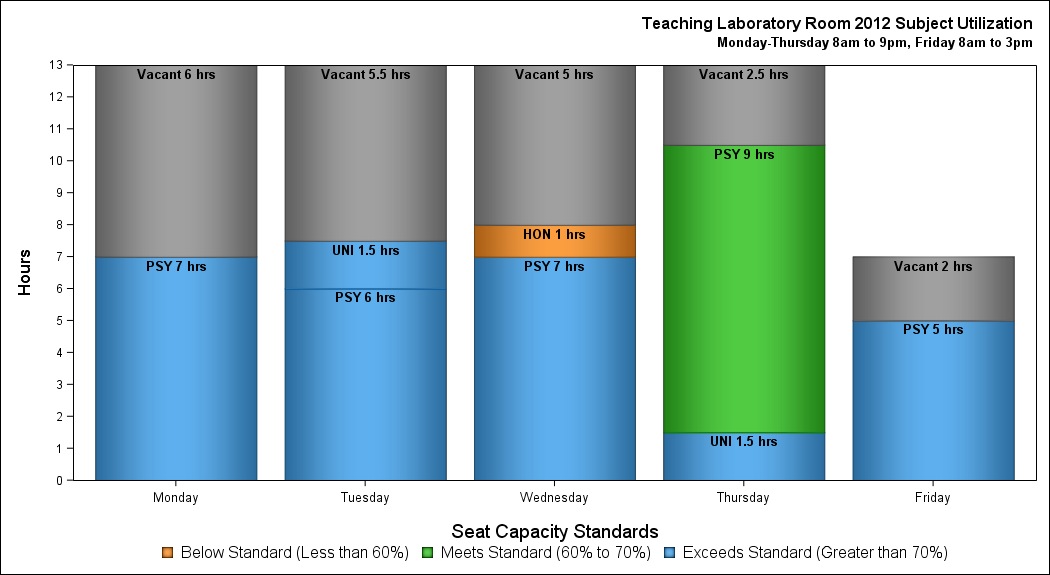 Teaching Laboratory Room 2012 Subject Utilization
Monday-Thursday 8am to 9pm, Friday 8am to 3pm
Hours
13
12
11
10
9
8
7
6
5
4
3
2
1
0
Vacant 6 hrs
PSY 7 hrs
Vacant 5.5 hrs
UNI 1.5 hrs
PSY 6 hrs
Vacant 5 hrs
HON 1 hrs
PSY 7 hrs
Vacant 2.5 hrs
PSY 9 hrs
UNI 1.5 hrs
Vacant 2 hrs
PSY 5 hrs
Monday Tuesday Wednesday Thursday Friday
Seat Capacity Standards
Below Standard (Less than 60%) Meets Standard (60% to 70%) Exceeds Standard (Greater than 70%)